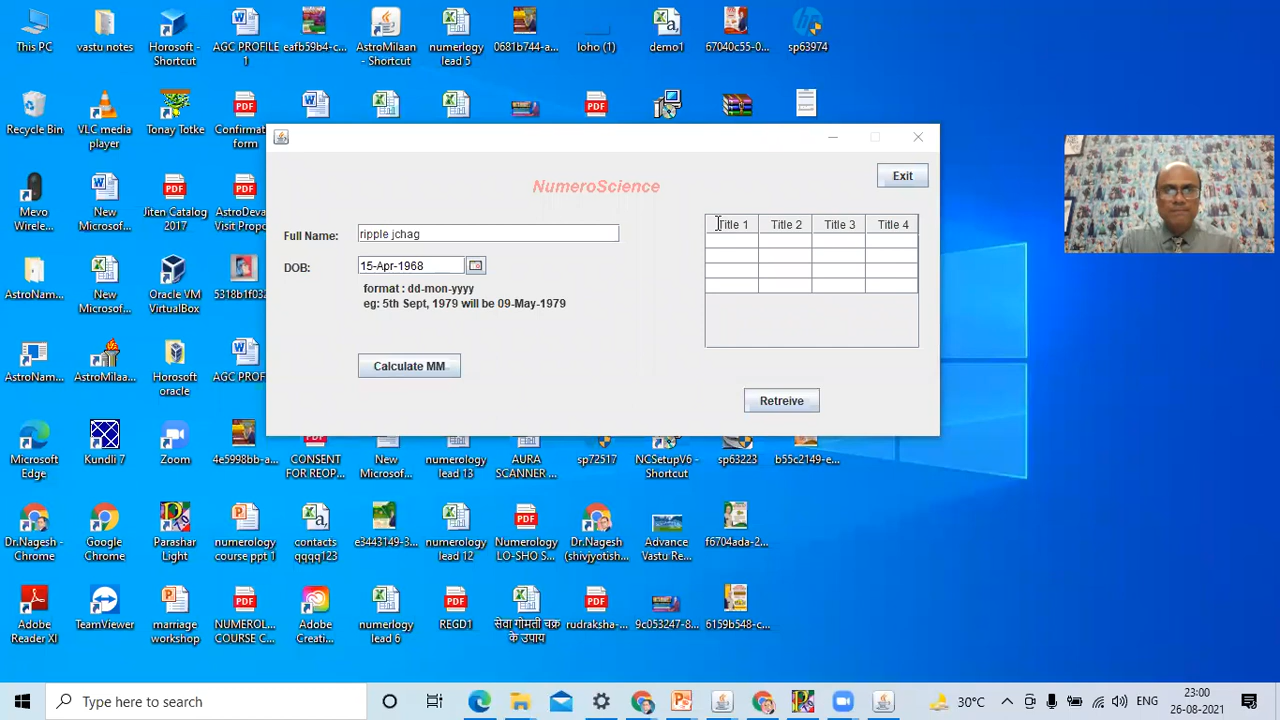 This PC
vastu notes
Horosoft -
Shortcut
AGC PROFILE
1
eafb59b4-c...
AstroMilaan
- Shortcut
numerlogy
lead 5
0681b744-a...
loho (1)
demo1
67040c55-0...
sp63974
Recycle Bin
VLC media
player
Tonay Totke
Confirmat
form
NumeroScience
Exit
Full Name:
ripple jchag
DOB:
15-Apr-1968
format : dd-mon-yyyy
eg: 5th Sept, 1979 will be 09-May-1979
Title 1
Title 2
Title 3
Title 4
Calculate MM
Retreive
Mevo
Wirele...
New
Microsof...
Jiten Catalog
2017
AstroDeva
Visit Propo
AstroNam...
New
Microsof...
Oracle VM
VirtualBox
5318b1f03
AstroNam...
AstroMilaa...
Horosoft
oracle
AGC PROF
Microsoft
Edge
Kundli 7
Zoom
4e5998bb-a...
CONSENT
FOR REOP...
New
Microsof...
numerology
lead 13
AURA
SCANNER ...
sp72517
NCSetupV6 -
Shortcut
sp63223
b55c2149-e...
Dr.Nagesh -
Chrome
Google
Chrome
Parashar
Light
numerology
course ppt 1
contacts
qqqq123
e3443149-3...
numerology
lead 12
Numerology
LO-SHO S...
Dr.Nagesh
(shivjyotish...
Advance
Vastu Re...
f6704ada-2...
Adobe
Reader XI
TeamViewer
marriage
workshop
NUMEROL...
COURSE C...
Adobe
Creati...
numerlogy
lead 6
REGD1
सेवा गोमती चक्र
के उपाय
rudraksha-...
9c053247-8...
6159b548-c...
Type here to search
30°C
ENG
23:00
26-08-2021